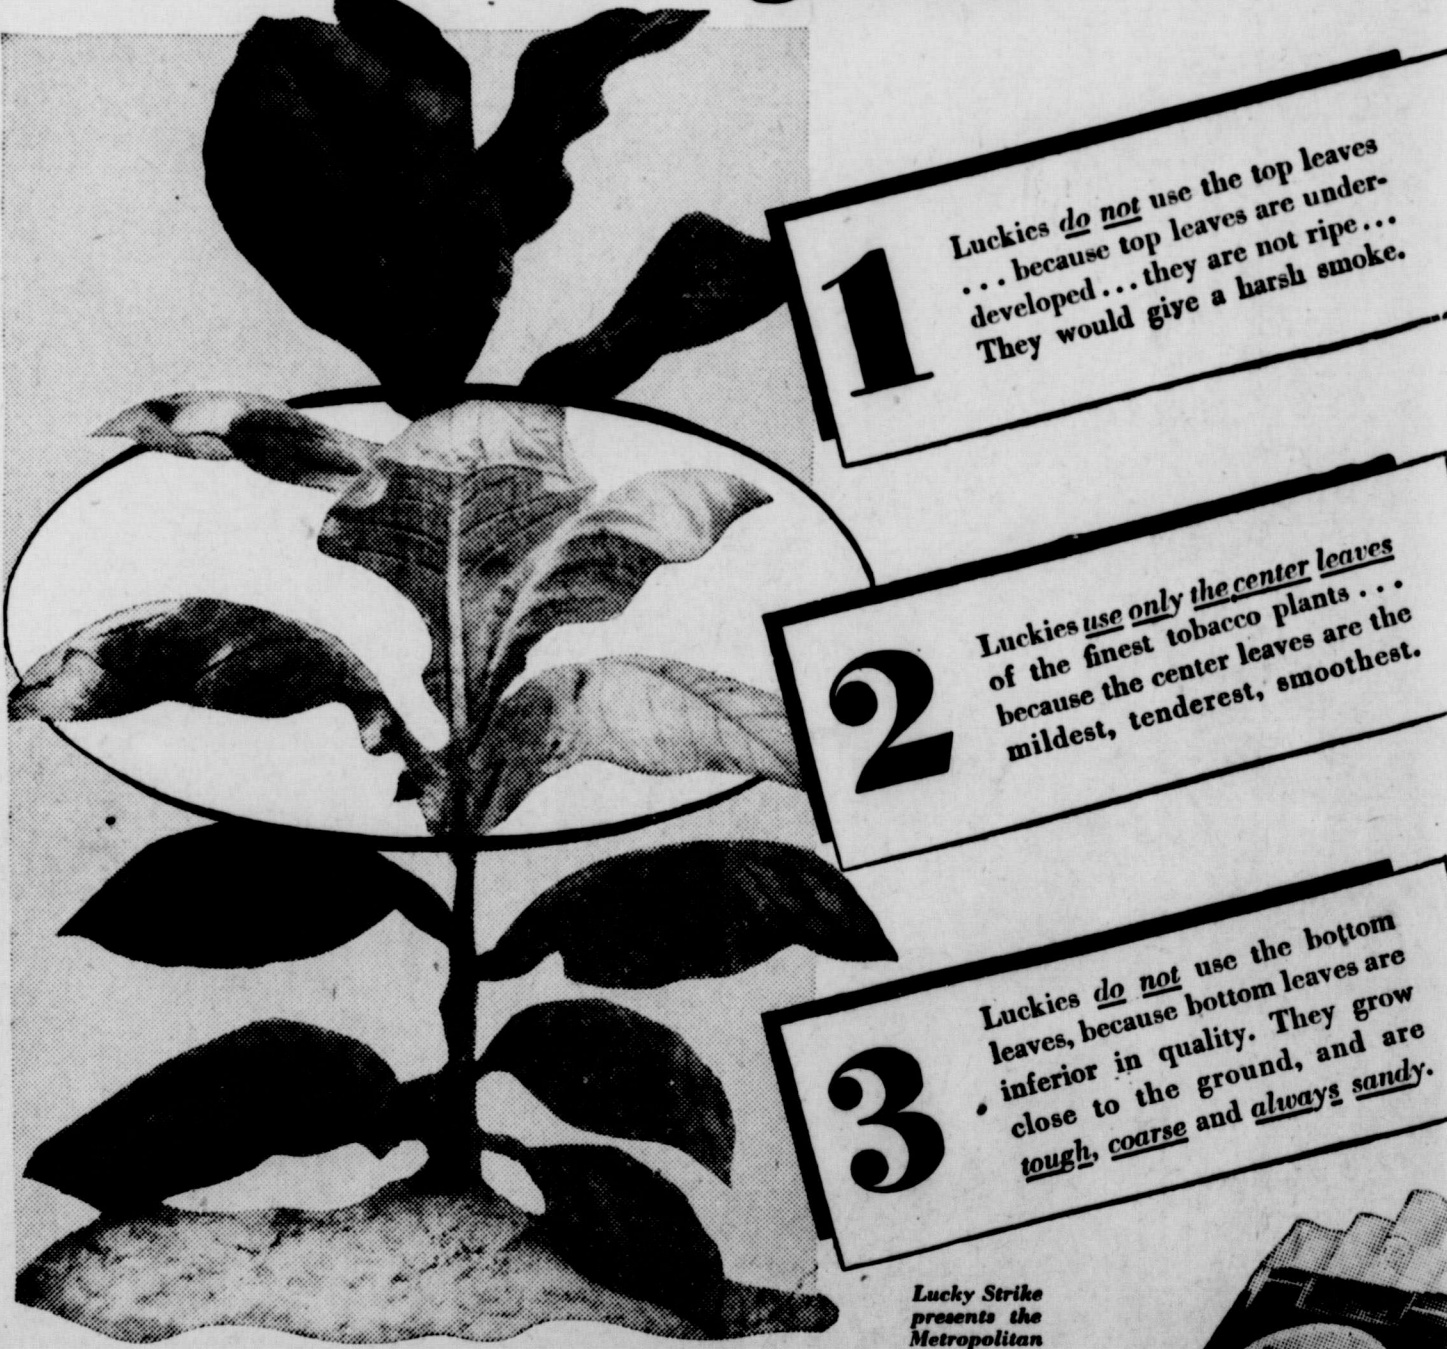 1
Luckies do not use the top leaves
... because top leaves are under-
developed... they are not ripe...
They would give a harsh smoke.
2
Luckies use only the center leaves
of the finest tobacco plants . . .
because the center leaves are the
mildest, tenderest, smoothest.
3
Luckies do not use the bottom
leaves, because bottom leaves are
inferior in quality. They grow
close to the ground, and are
tough, coarse and always sandy.
Lucky Strike
presents the
Metropolitan